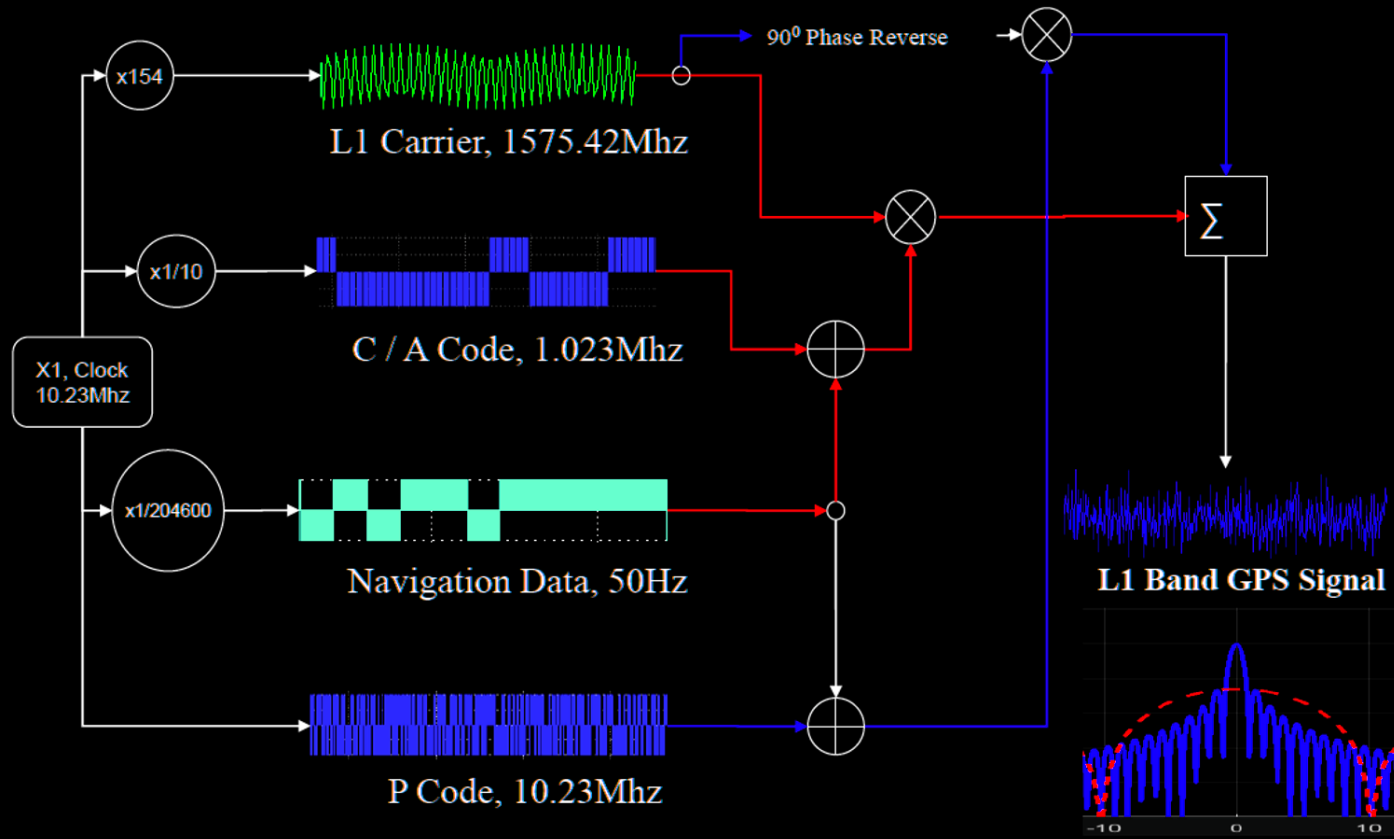 90⁰ Phase Reverse
x154
L1 Carrier, 1575.42Mhz
∑
x1/10
C / A Code, 1.023Mhz
X1, Clock
10.23Mhz
x1/204600
Navigation Data, 50Hz
L1 Band GPS Signal
P Code, 10.23Mhz
-10 0 10